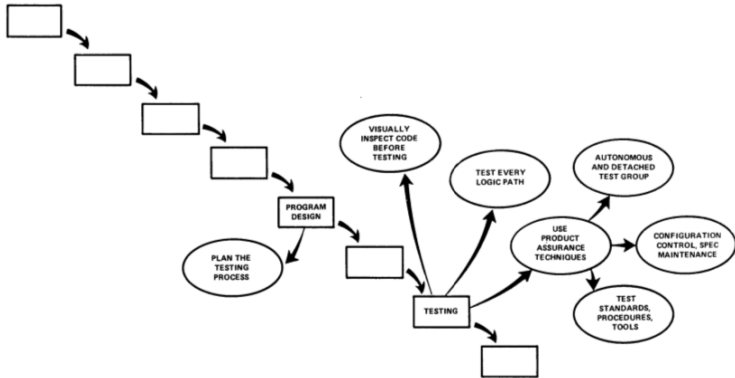 VISUALLY
INSPECT CODE
BEFORE
TESTING
TEST EVERY
LOGIC PATH
AUTONOMOUS
AND DETACHED
TEST GROUP
PROGRAM
DESIGN
USE
PRODUCT
ASSURANCE
TECHNIQUES
CONFIGURATION
CONTROL, SPEC
MAINTENANCE
PLAN THE
TESTING
PROCESS
TESTING
TEST
STANDARDS,
PROCEDURES,
TOOLS